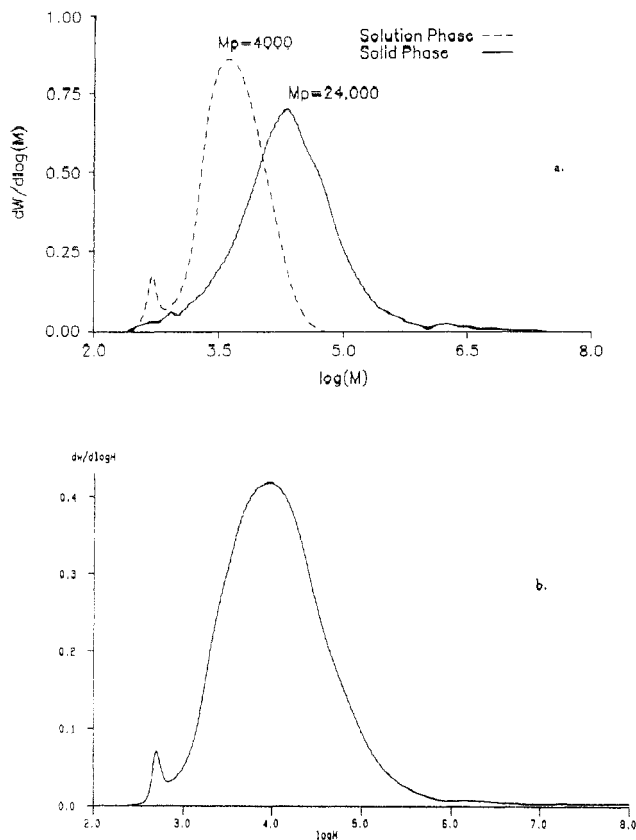 1.00
Mp=4000
Solution Phase
Solid Phase
0.75
Mp=24,000
dW/dlog(M)
0.50
a.
0.25
0.00
2.0 3.5 5.0 6.5 8.0
log(M)
dw/dlogM
0.4
0.3
b.
0.2
0.1
0.0
2.0 3.0 4.0 5.0 6.0 7.0 8.0
logM